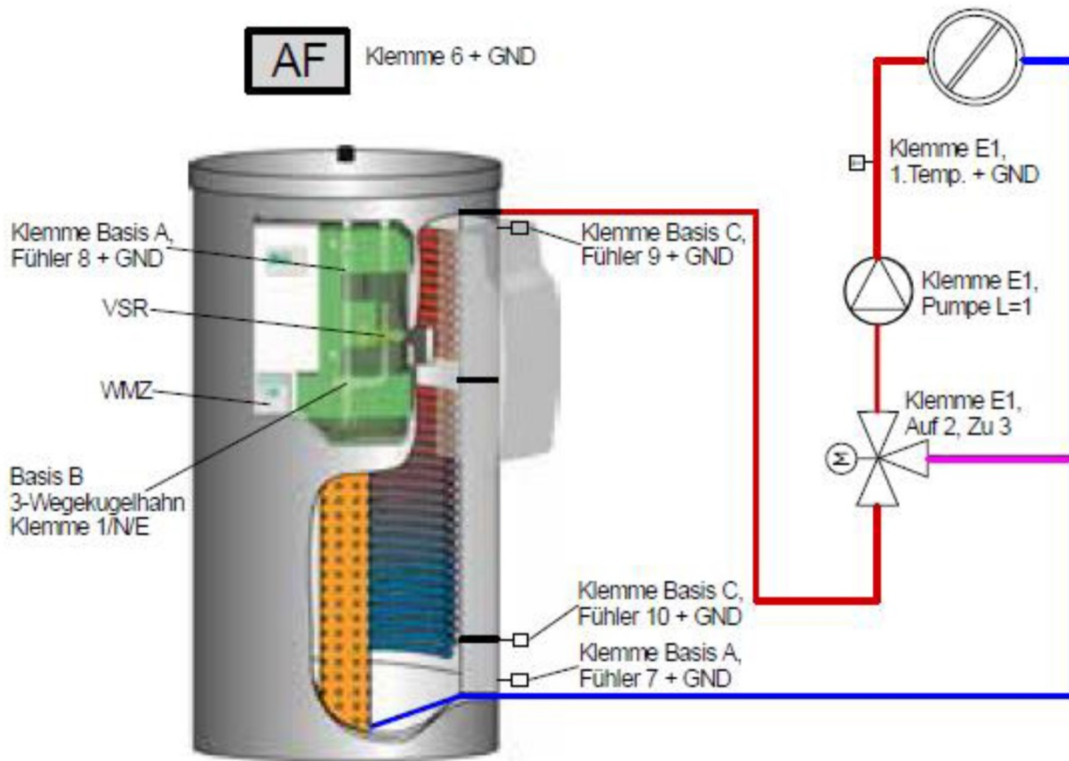 AF
Klemme 6 + GND
Klemme E1,
1.Temp. + GND
Klemme Basis A,
Fühler 8 + GND
Klemme Basis C,
Fühler 9 + GND
VSR
Klemme E1,
Pumpe L=1
WMZ
Klemme E1,
Auf 2, Zu 3
M
Basis B
3-Wegekugelhahn
Klemme 1/N/E
Klemme Basis C,
Fühler 10 + GND
Klemme Basis A,
Fühler 7 + GND